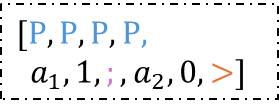 [P, P, P, P,
a₁, 1, ;, a₂, 0, >]